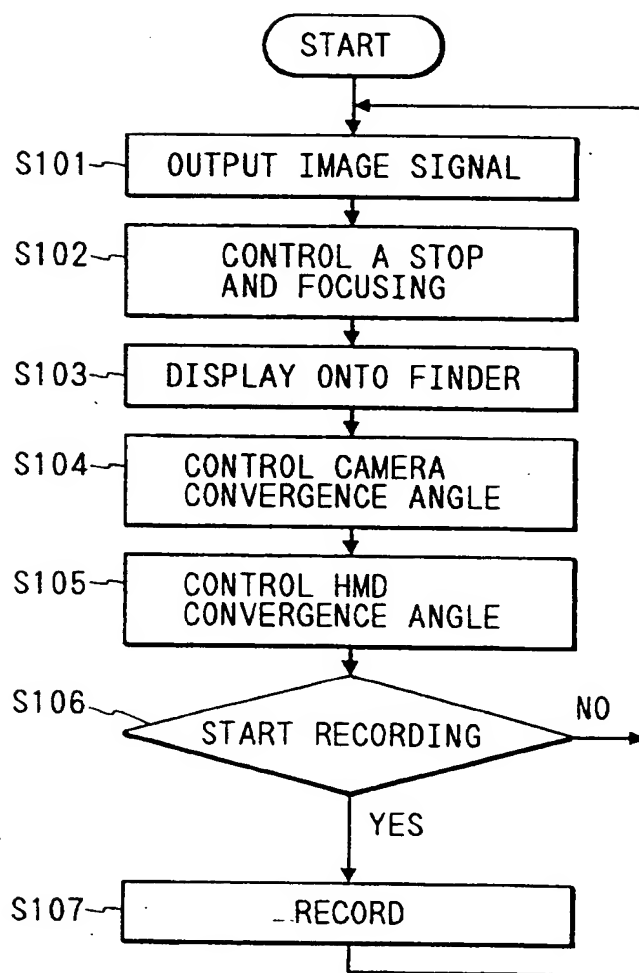 START
S101
OUTPUT IMAGE SIGNAL
S102
CONTROL A STOP
AND FOCUSING
S103
DISPLAY ONTO FINDER
S104
CONTROL CAMERA
CONVERGENCE ANGLE
S105
CONTROL HMD
CONVERGENCE ANGLE
S106
START RECORDING
NO
YES
S107
RECORD